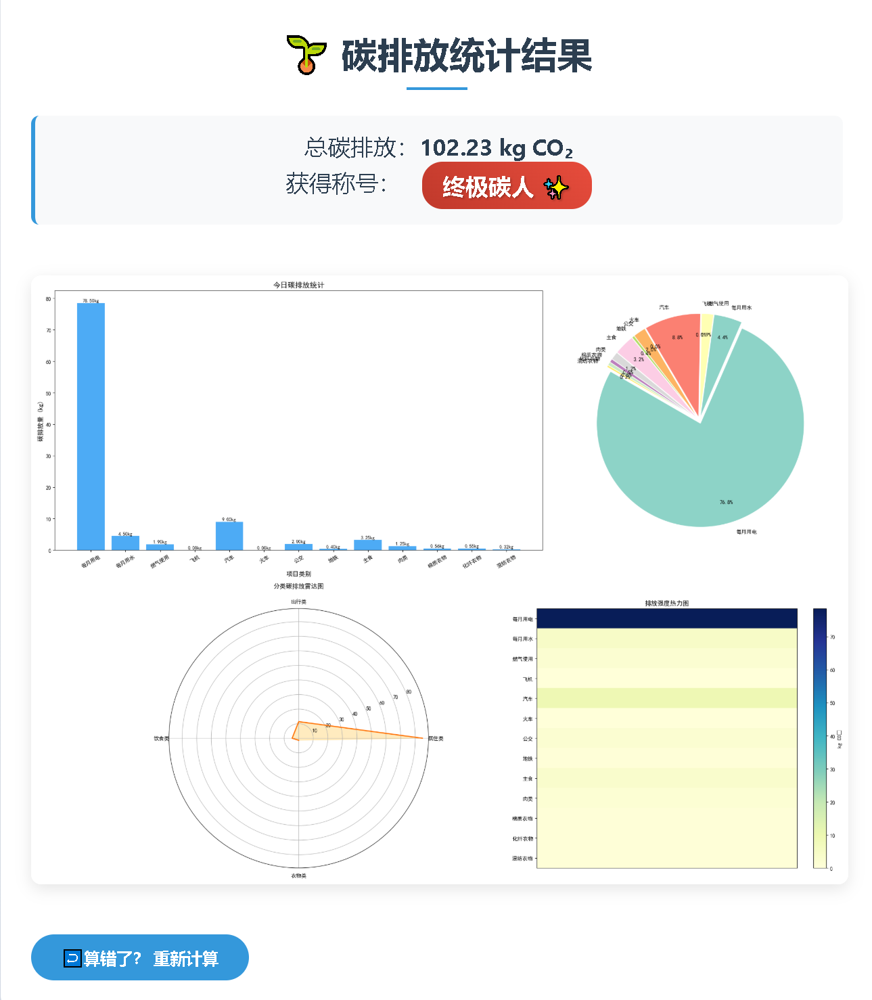 碳排放统计结果
总碳排放：102.23 kg CO₂
获得称号：终极碳人
今日碳排放统计
碳排放量 (kg)
80
70
60
50
40
30
20
10
0
78.50kg
4.50kg
1.90kg
0.00kg
9.00kg
0.00kg
2.00kg
0.40kg
3.25kg
1.25kg
0.56kg
0.55kg
0.32kg
每月用电
每月用水
燃气使用
飞机
汽车
火车
公交
地铁
主食
肉类
棉质衣物
化纤衣物
混纺衣物
项目类别
飞机
燃气使用
每月用水
汽车
火车
公交
地铁
主食
肉类
棉质衣物
化纤衣物
混纺衣物
每月用电
4.4%
8.8%
0.0%
2.0%
0.4%
3.2%
1.2%
0.3%
76.8%
分类碳排放雷达图
出行类
饮食类
居住类
衣物类
10
20
30
40
50
60
70
80
排放强度热力图
每月用电
每月用水
燃气使用
飞机
汽车
火车
公交
地铁
主食
肉类
棉质衣物
化纤衣物
混纺衣物
70
60
50
40
30
20
10
0
算错了？ 重新计算